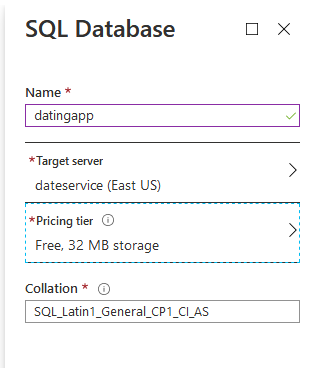 SQL Database
Name *
datingapp
*Target server
dateservice (East US)
*Pricing tier
Free, 32 MB storage
Collation *
SQL_Latin1_General_CP1_CI_AS